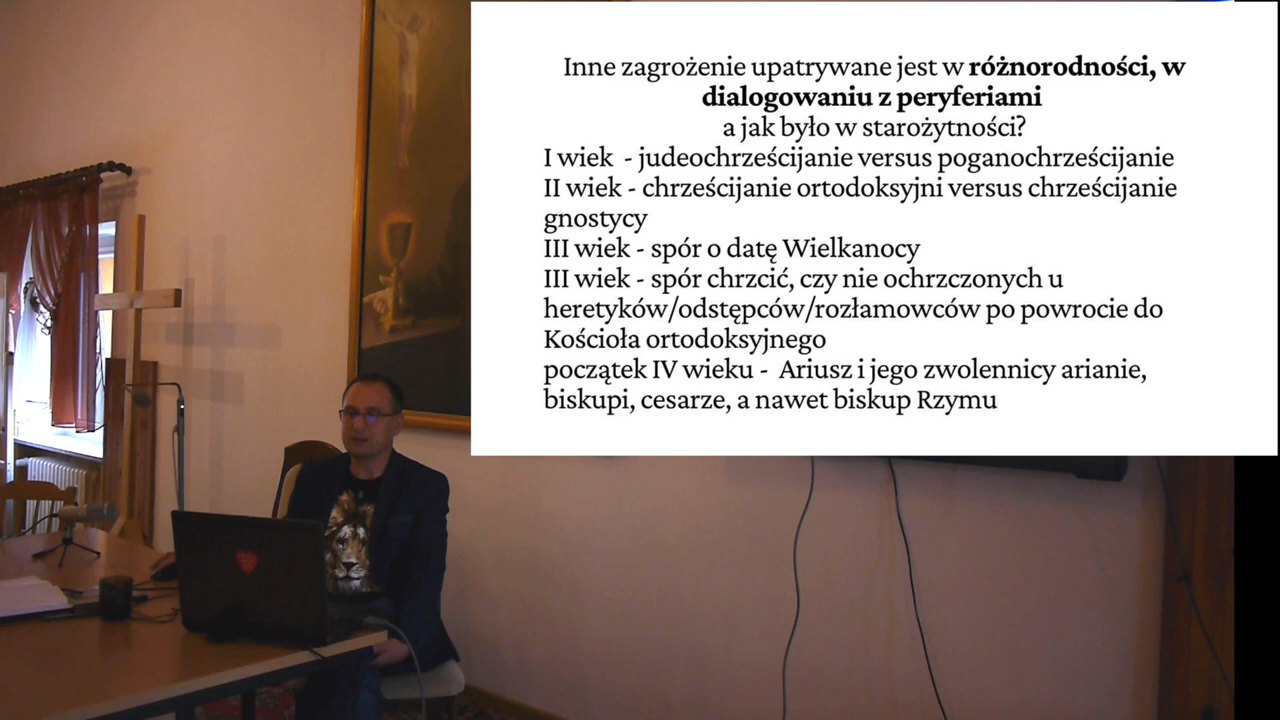 Inne zagrożenie upatrywane jest w różnorodności, w
dialogowaniu z peryferiami
a jak było w starożytności?
I wiek - judeochrześcijanie versus poganochrześcijanie
II wiek - chrześcijanie ortodoksyjni versus chrześcijanie
gnostycy
III wiek - spór o datę Wielkanocy
III wiek - spór chrzcić, czy nie ochrzczonych u
heretyków/odstępców/rozłamowców po powrocie do
Kościoła ortodoksyjnego
początek IV wieku - Ariusz i jego zwolennicy arianie,
biskupi, cesarze, a nawet biskup Rzymu